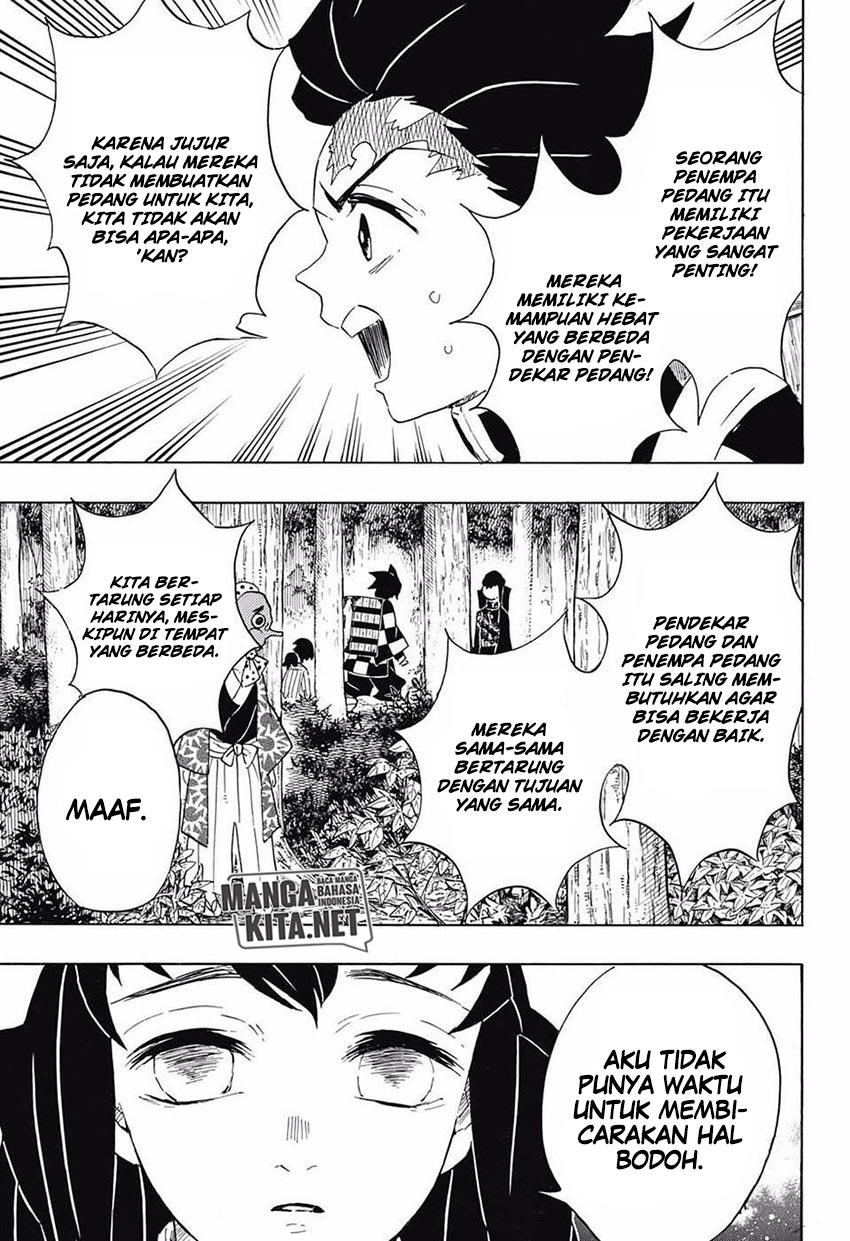 SEORANG
PENEMPA
PEDANG ITU
MEMILIKI
PEKERJAAN
YANG SANGAT
PENTING!
MEREKA
MEMILIKI KE-
MAMPUAN HEBAT
YANG BERBEDA
DENGAN PEN-
DEKAR PEDANG!
KARENA JUJUR
SAJA, KALAU MEREKA
TIDAK MEMBUATKAN
PEDANG UNTUK KITA,
KITA TIDAK AKAN
BISA APA-APA,
'KAN?
PENDEKAR
PEDANG DAN
PENEMPA PEDANG
ITU SALING MEM-
BUTUHKAN AGAR
BISA BEKERJA
DENGAN BAIK.
MEREKA
SAMA-SAMA
BERTARUNG
DENGAN TUJUAN
YANG SAMA.
KITA BER-
TARUNG SETIAP
HARINYA, MES-
KIPUN DI TEMPAT
YANG BERBEDA.
MAAF.
MANGA
KITA.NET
BACA MANGA
BAHASA
INDONESIA
AKU TIDAK
PUNYA WAKTU
UNTUK MEMBI-
CARAKAN HAL
BODOH.